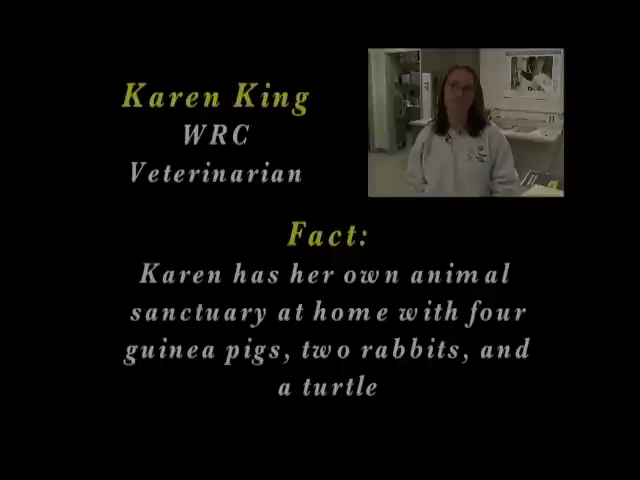 Karen King
WRC
Veterinarian
Fact:
Karen has her own animal
sanctuary at home with four
guinea pigs, two rabbits, and
a turtle